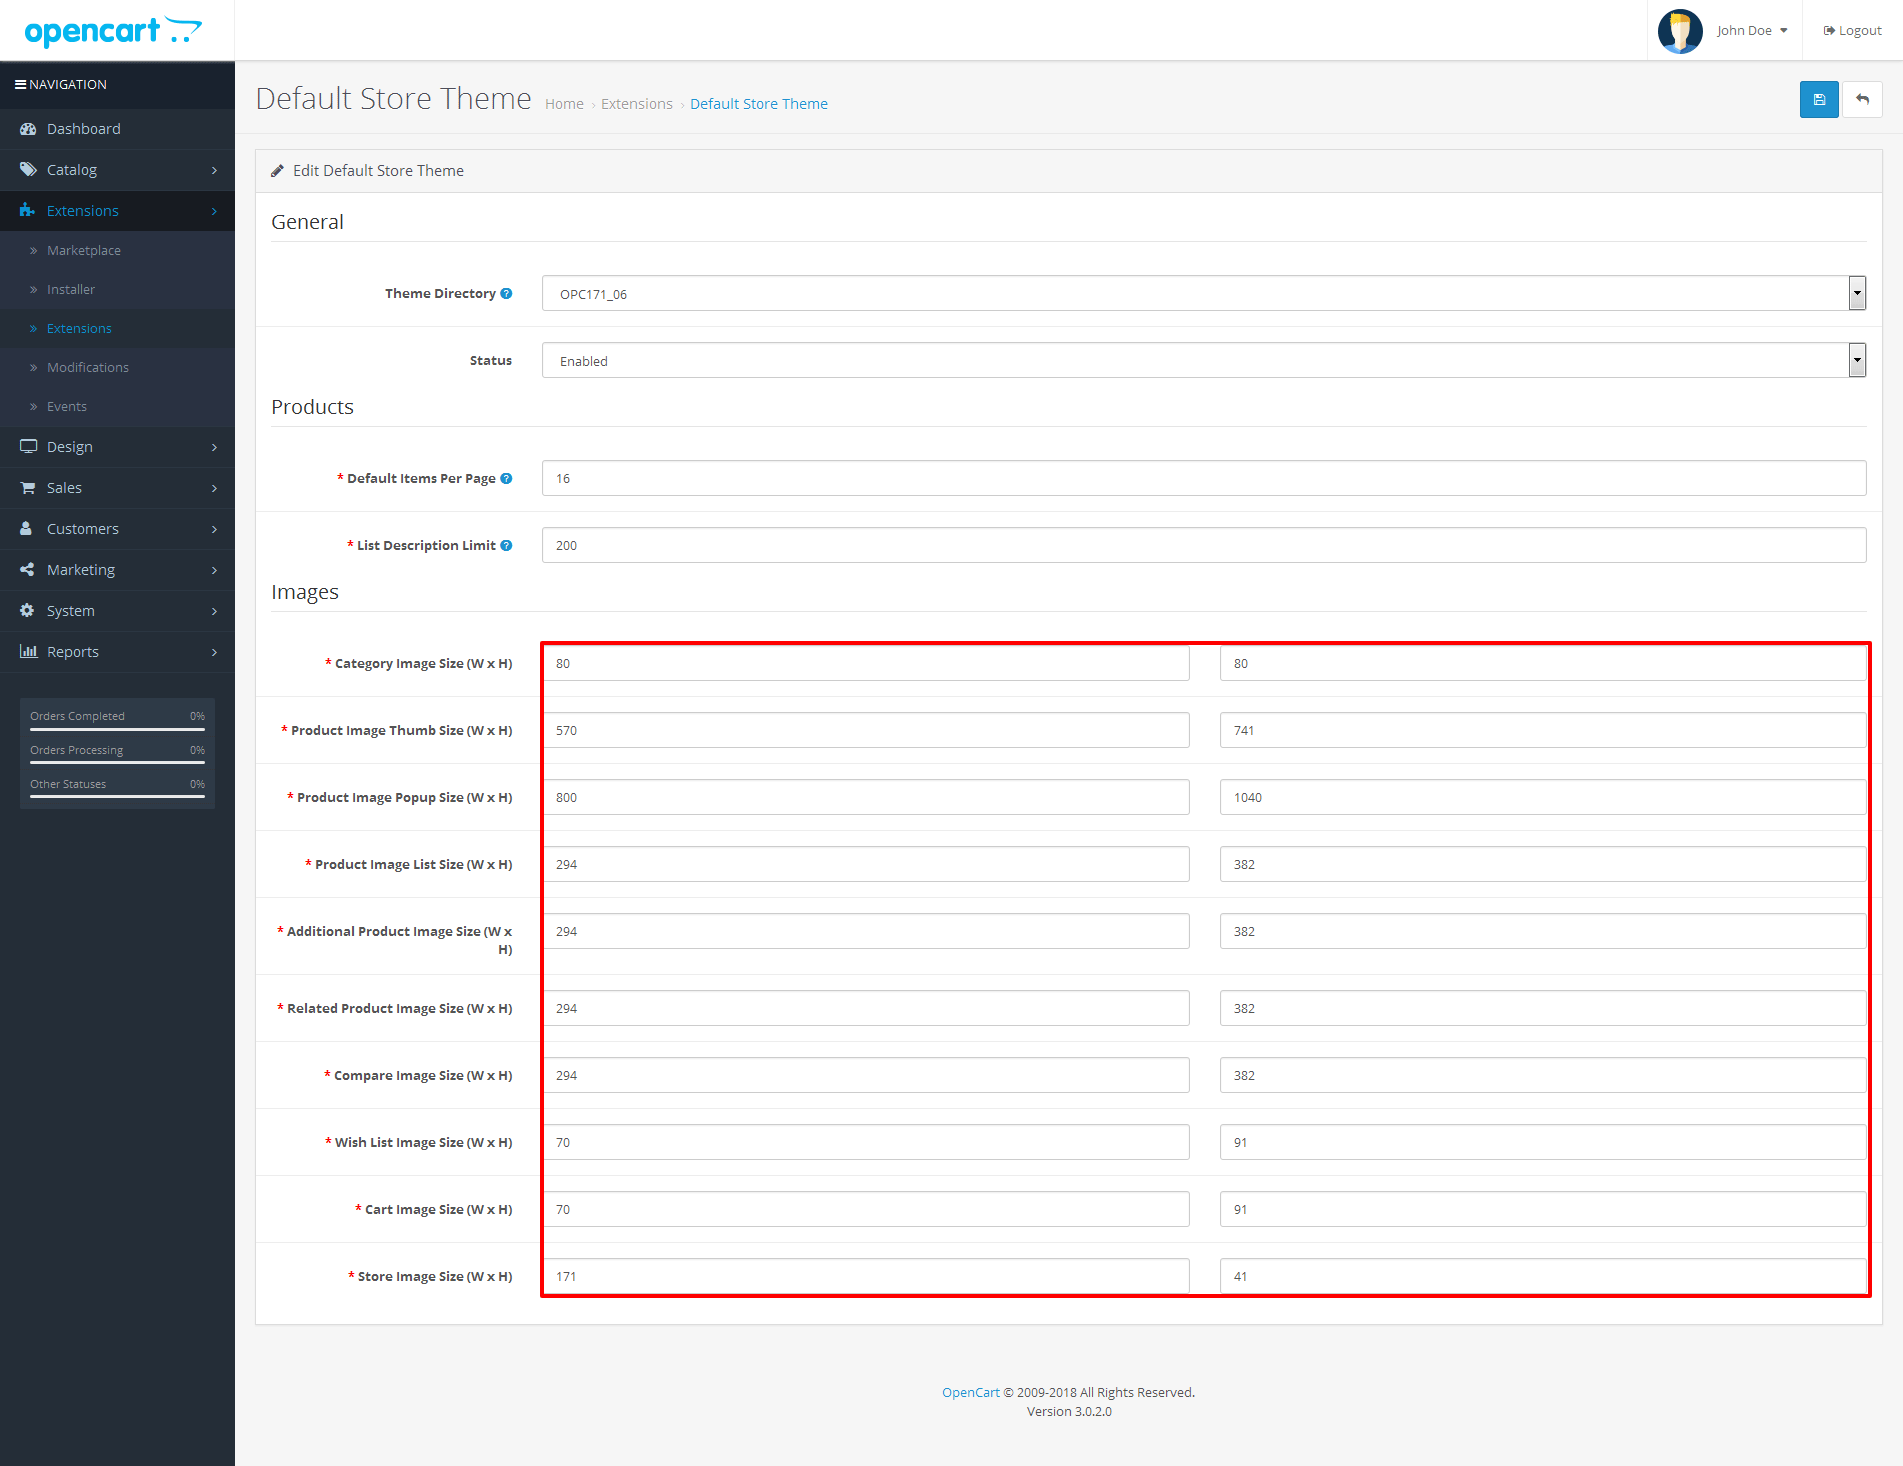 opencart
John Doe
Logout
NAVIGATION
Dashboard
Catalog
Extensions
Marketplace
Installer
Extensions
Modifications
Events
Design
Sales
Customers
Marketing
System
Reports
Orders Completed 0%
Orders Processing 0%
Other Statuses 0%
Default Store Theme Home › Extensions › Default Store Theme
Edit Default Store Theme
General
Theme Directory OPC171_06
Status Enabled
Products
* Default Items Per Page 16
* List Description Limit 200
Images
* Category Image Size (W x H) 80 80
* Product Image Thumb Size (W x H) 570 741
* Product Image Popup Size (W x H) 800 1040
* Product Image List Size (W x H) 294 382
* Additional Product Image Size (W x
H) 294 382
* Related Product Image Size (W x H) 294 382
* Compare Image Size (W x H) 294 382
* Wish List Image Size (W x H) 70 91
* Cart Image Size (W x H) 70 91
* Store Image Size (W x H) 171 41
OpenCart © 2009-2018 All Rights Reserved.
Version 3.0.2.0